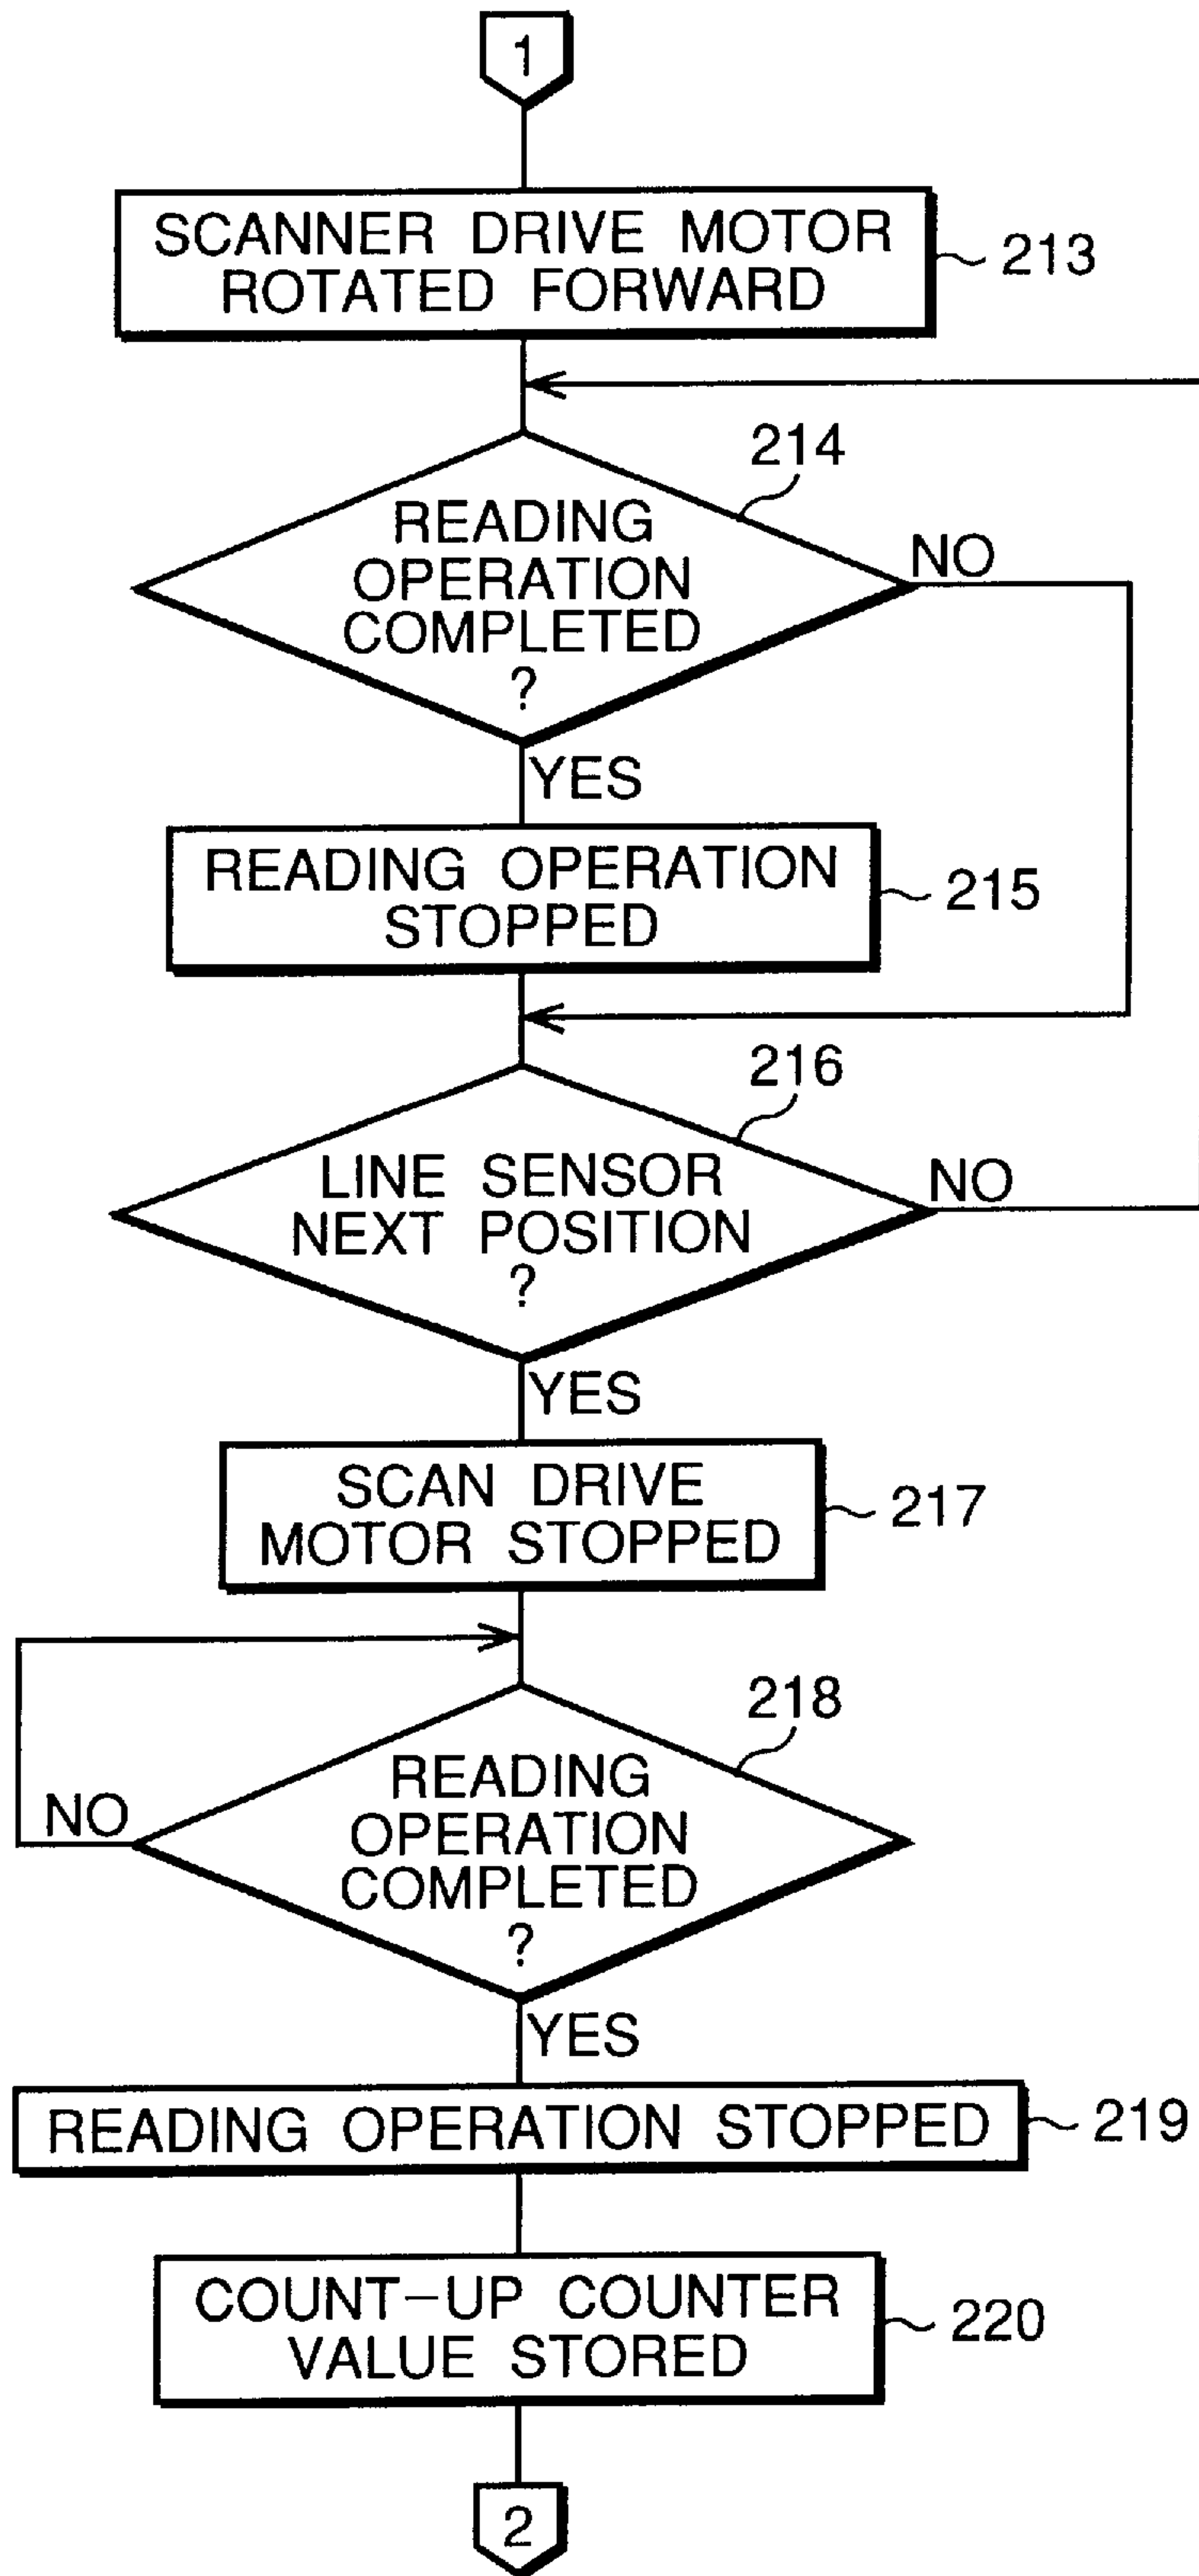 1
SCANNER DRIVE MOTOR
ROTATED FORWARD
213
214
READING
OPERATION
COMPLETED
?
NO
YES
READING OPERATION
STOPPED
215
216
LINE SENSOR
NEXT POSITION
?
NO
YES
SCAN DRIVE
MOTOR STOPPED
217
218
READING
OPERATION
COMPLETED
?
NO
YES
READING OPERATION STOPPED
219
COUNT-UP COUNTER
VALUE STORED
220
2